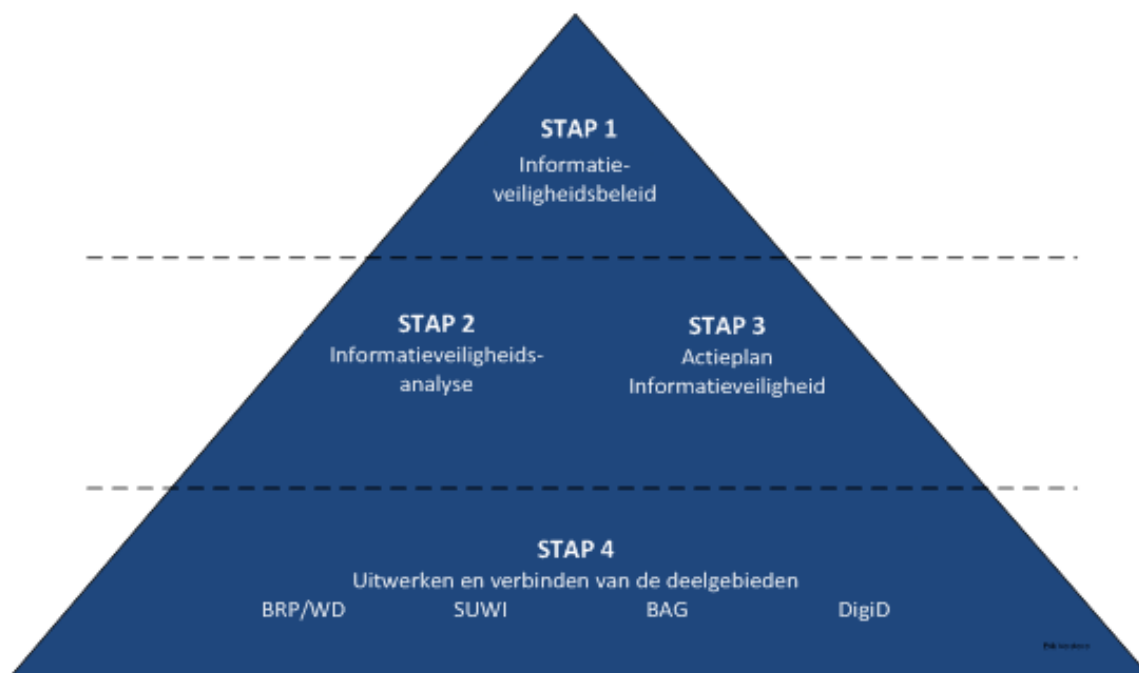 STAP 1
Informatie-
veiligheidsbeleid
STAP 2
Informatieveiligheids-
analyse
STAP 3
Actieplan
Informatieveiligheid
STAP 4
Uitwerken en verbinden van de deelgebieden
BRP/WD SUWI BAG DigiD